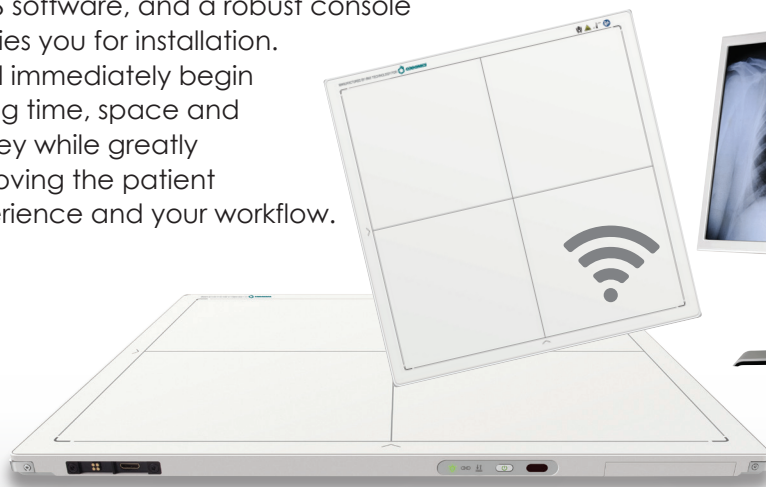 S software, and a robust console
ies you for installation.
l immediately begin
g time, space and
ey while greatly
oving the patient
erience and your workflow.